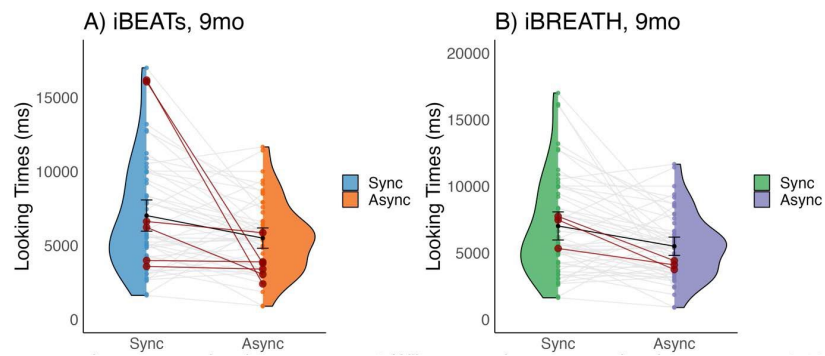 A) iBEATs, 9mo
Looking Times (ms)
15000
10000
5000
0
Sync
Async
Sync
Async
B) iBREATH, 9mo
Looking Times (ms)
20000
15000
10000
5000
0
Sync
Async
Sync
Async